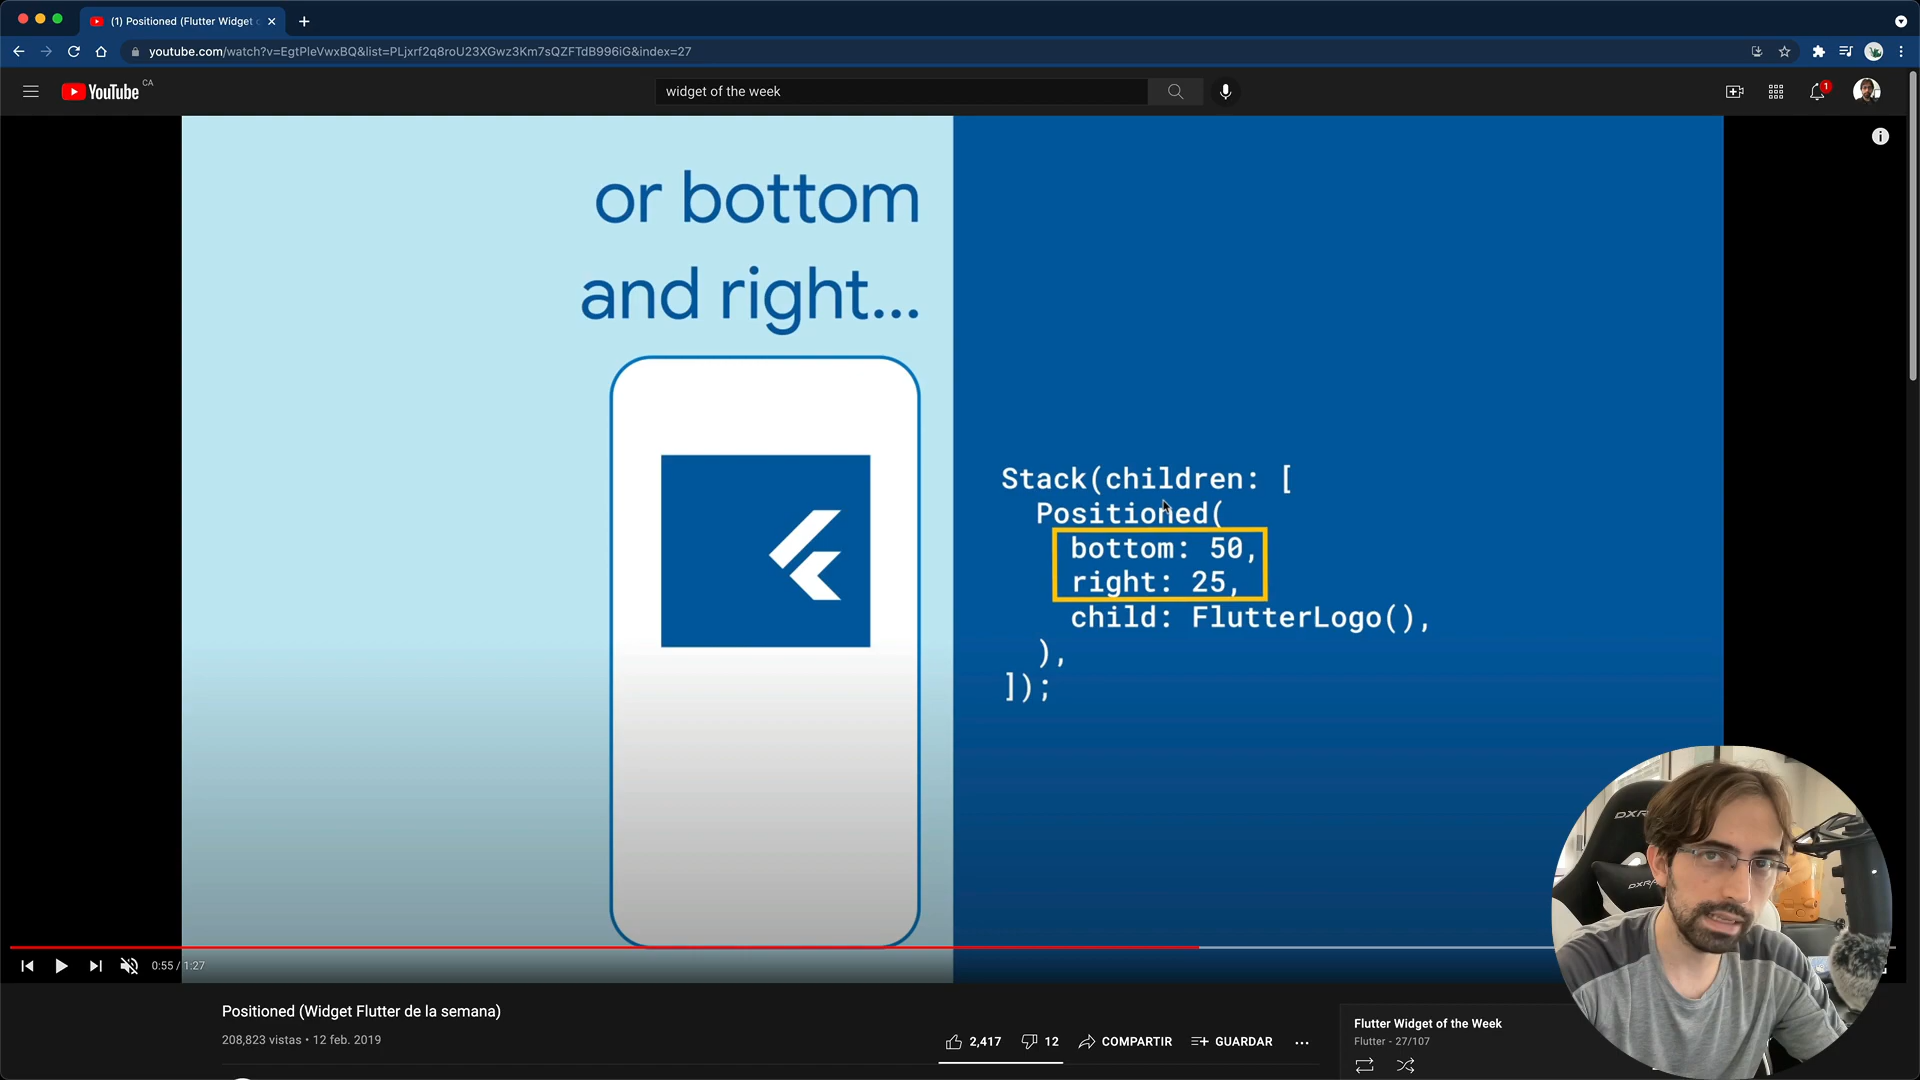 (1) Positioned (Flutter Widget
youtube.com/watch?v=EgtPleVwxBQ&list=PLjxrf2q8roU23XGwz3Km7sQZFTdB996iG&index=27
YouTube CA
widget of the week
1
or bottom
and right...
Stack(children: [
Positioned(
bottom: 50,
right: 25,
child: FlutterLogo(),
),
]);
DXR
DXR
0:55 / 1:27
Positioned (Widget Flutter de la semana)
208,823 vistas • 12 feb. 2019
2,417
12
COMPARTIR
GUARDAR
Flutter Widget of the Week
Flutter - 27/107